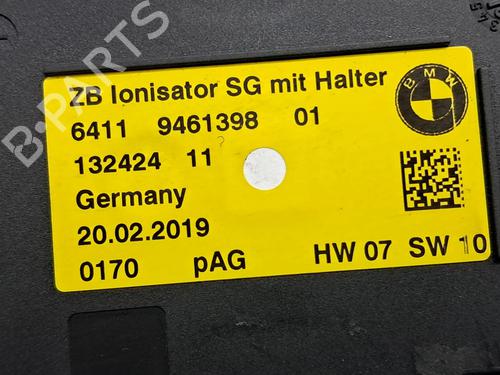 ZB Ionisator SG mit Halter
6411 9461398 01
132424 11
Germany
20.02.2019
0170 pAG HW 07 SW 10
BMW
B-PARTS